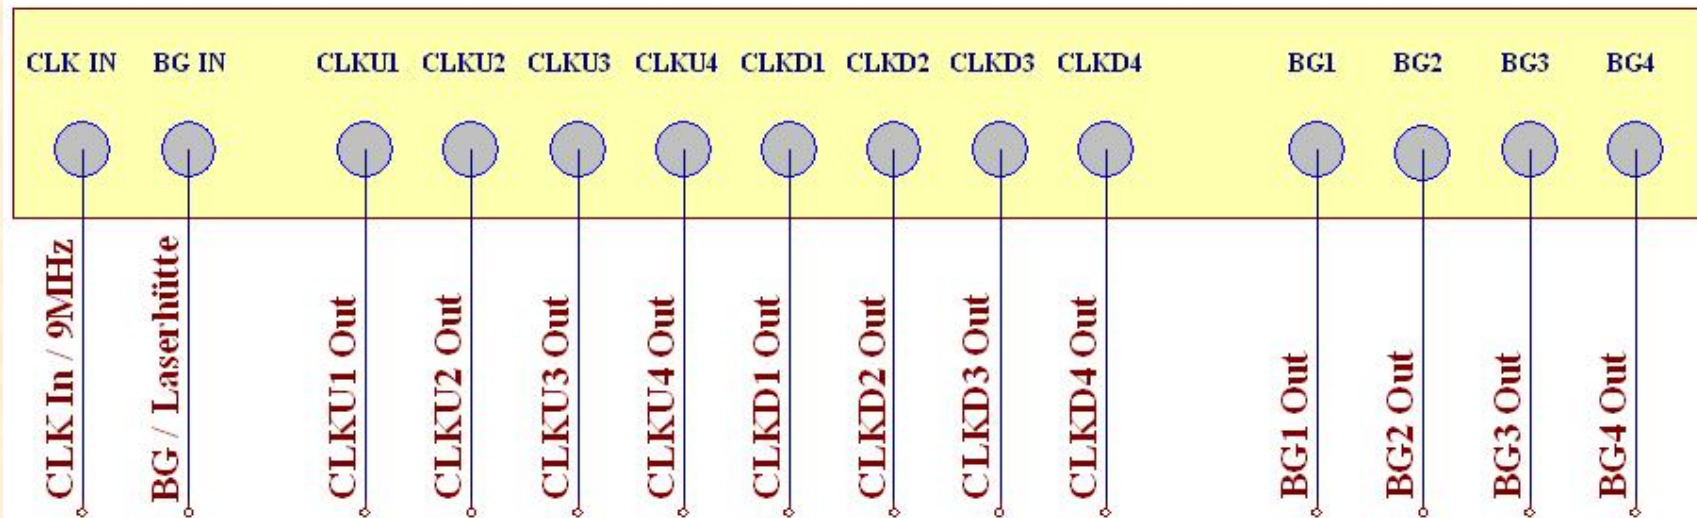 CLK IN BG IN CLKU1 CLKU2 CLKU3 CLKU4 CLKD1 CLKD2 CLKD3 CLKD4 BG1 BG2 BG3 BG4
CLK In / 9MHz
BG / Laserhütte
CLKU1 Out
CLKU2 Out
CLKU3 Out
CLKU4 Out
CLKD1 Out
CLKD2 Out
CLKD3 Out
CLKD4 Out
BG1 Out
BG2 Out
BG3 Out
BG4 Out